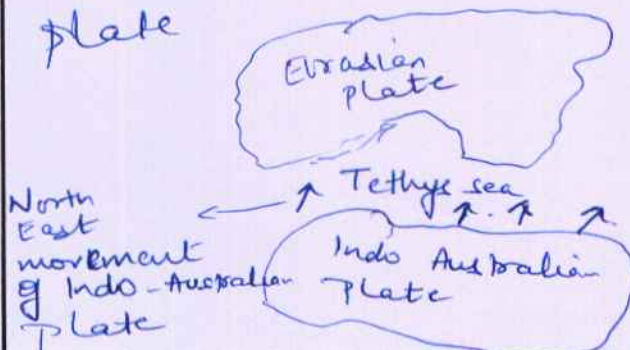 plate
Eurasian
plate
Tethys sea
North
East
movement
of Indo-Australian
Plate
Indo Australian
Plate